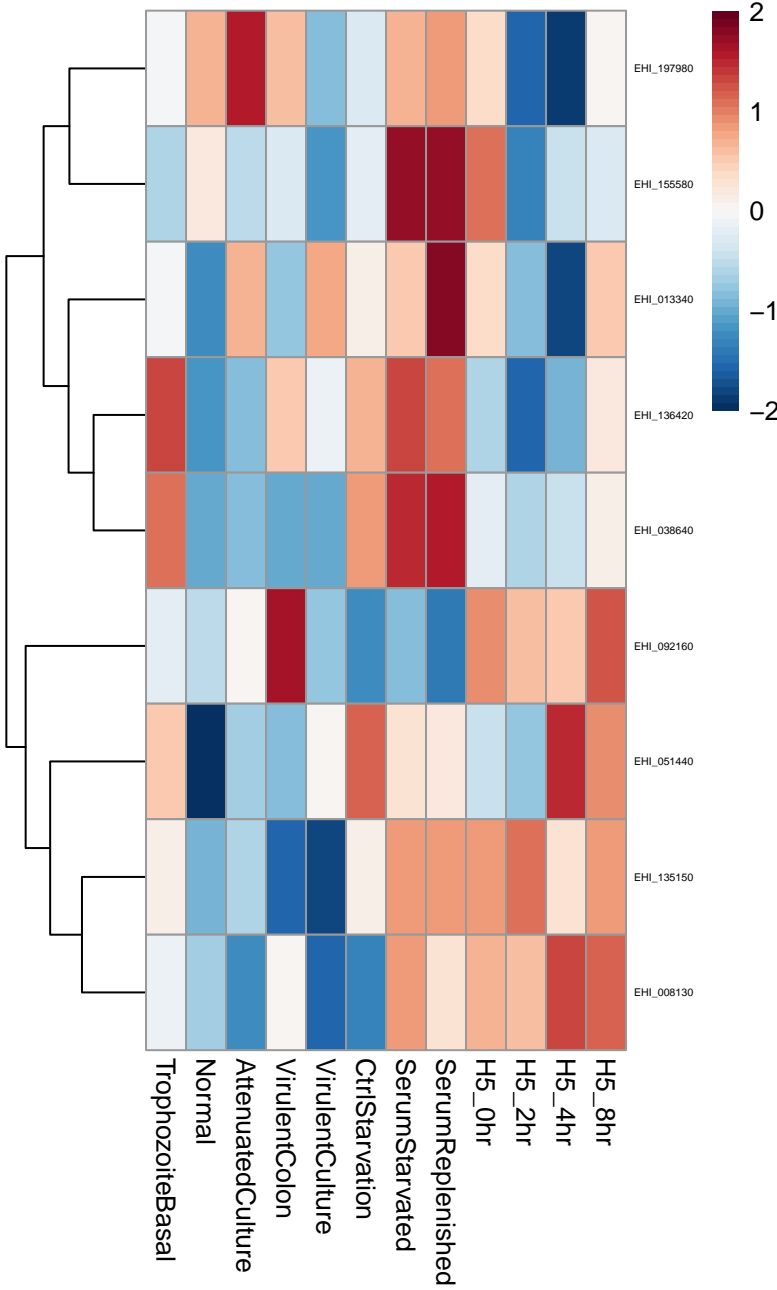 2
1
0
−1
−2
EHI_197980
EHI_155580
EHI_013340
EHI_136420
EHI_038640
EHI_092160
EHI_051440
EHI_135150
EHI_008130
TrophozoiteBasal
Normal
AttenuatedCulture
VirulentColon
VirulentCulture
CtrlStarvation
SerumStarvated
SerumReplenished
H5_0hr
H5_2hr
H5_4hr
H5_8hr